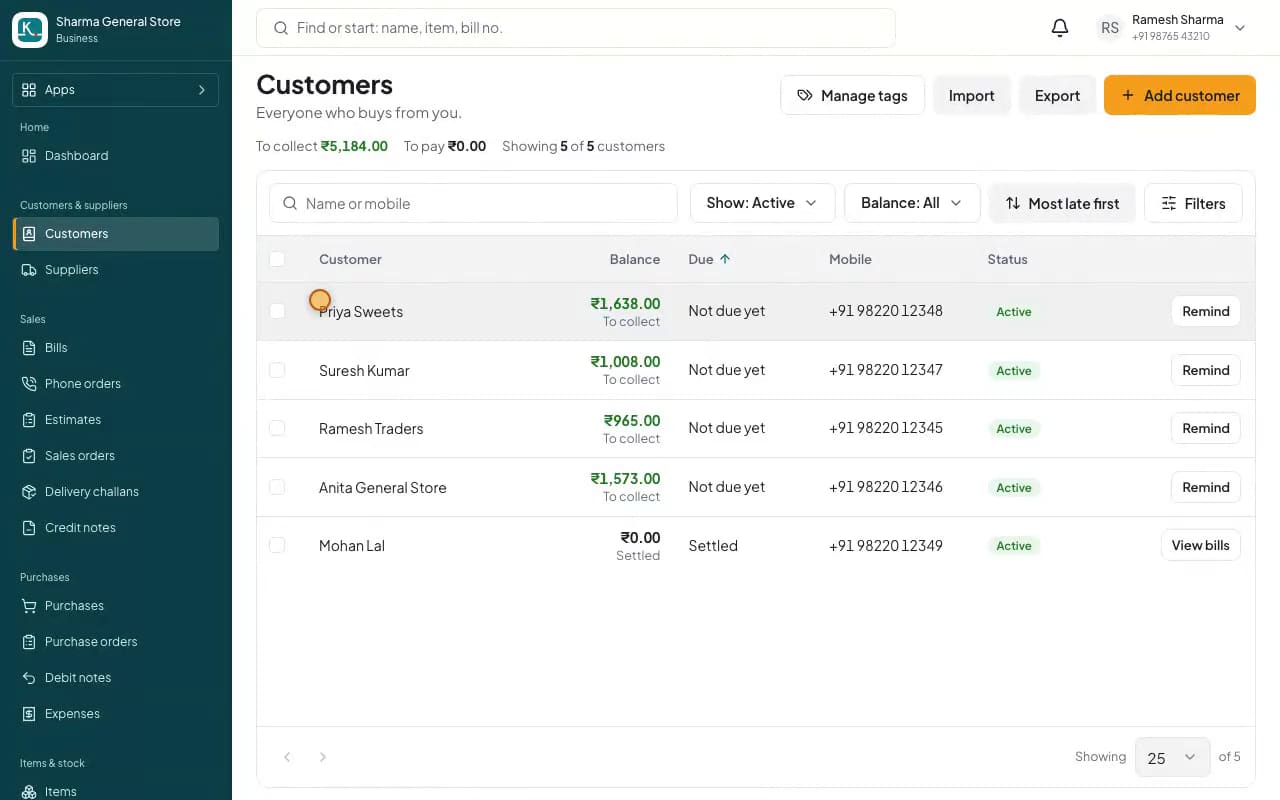 Sharma General Store
Business
Apps
Home
Dashboard
Customers & suppliers
Customers
Suppliers
Sales
Bills
Phone orders
Estimates
Sales orders
Delivery challans
Credit notes
Purchases
Purchases
Purchase orders
Debit notes
Expenses
Items & stock
Items
Find or start: name, item, bill no.
RS
Ramesh Sharma
+91 98765 43210
Customers
Everyone who buys from you.
Manage tags
Import
Export
+ Add customer
To collect ₹5,184.00 To pay ₹0.00 Showing 5 of 5 customers
Name or mobile
Show: Active
Balance: All
Most late first
Filters
Customer Balance Due Mobile Status
Priya Sweets ₹1,638.00 To collect Not due yet +91 98220 12348 Active Remind
Suresh Kumar ₹1,008.00 To collect Not due yet +91 98220 12347 Active Remind
Ramesh Traders ₹965.00 To collect Not due yet +91 98220 12345 Active Remind
Anita General Store ₹1,573.00 To collect Not due yet +91 98220 12346 Active Remind
Mohan Lal ₹0.00 Settled Settled +91 98220 12349 Active View bills
Showing 25 of 5